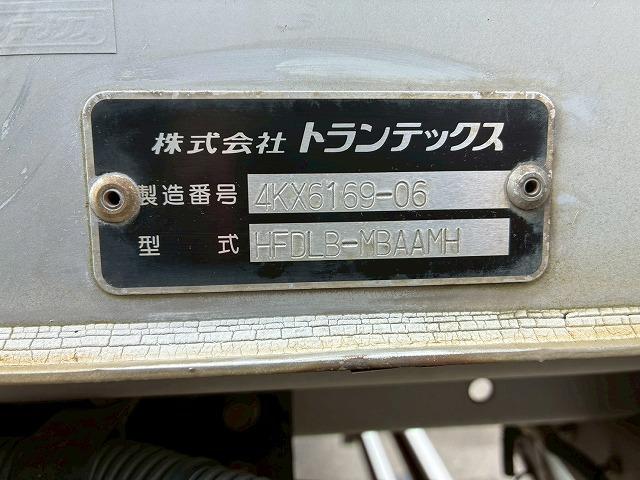 株式会社 トランテックス
製造番号 4KX6169-06
型 式 HFDLB-MBAAMH